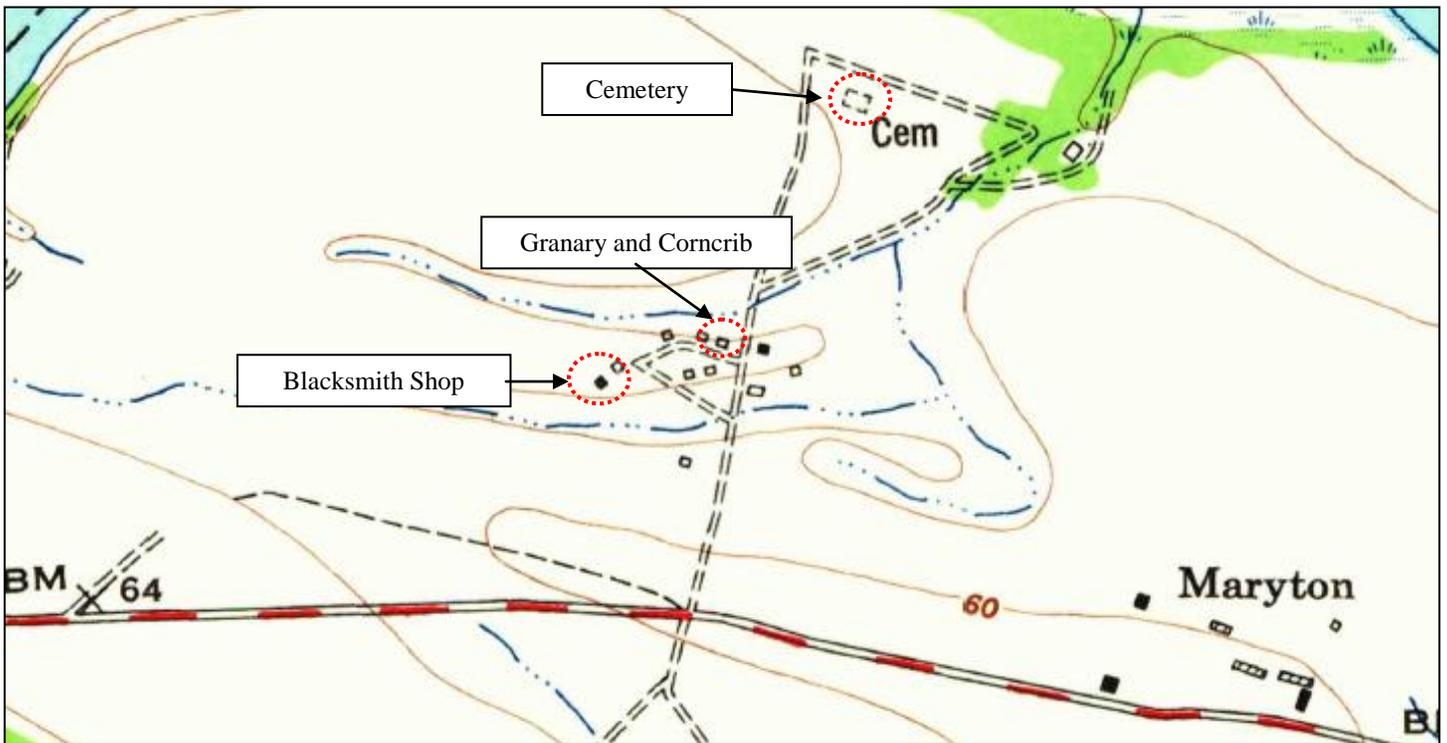 Cemetery
Cem
Granary and Corncrib
Blacksmith Shop
BM
64
60
Maryton